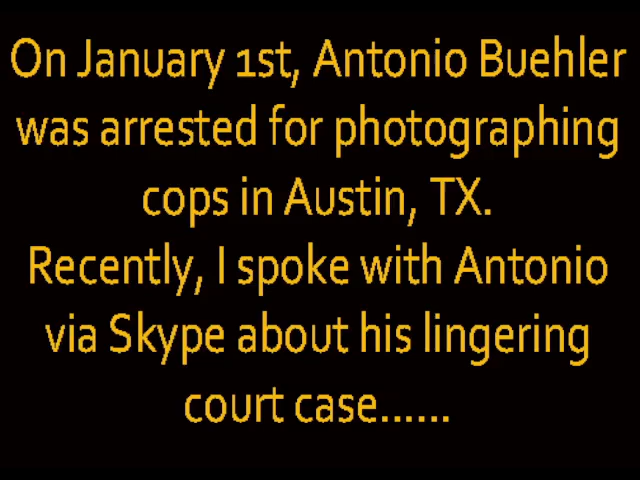 On January 1st, Antonio Buehler
was arrested for photographing
cops in Austin, TX.
Recently, I spoke with Antonio
via Skype about his lingering
court case......